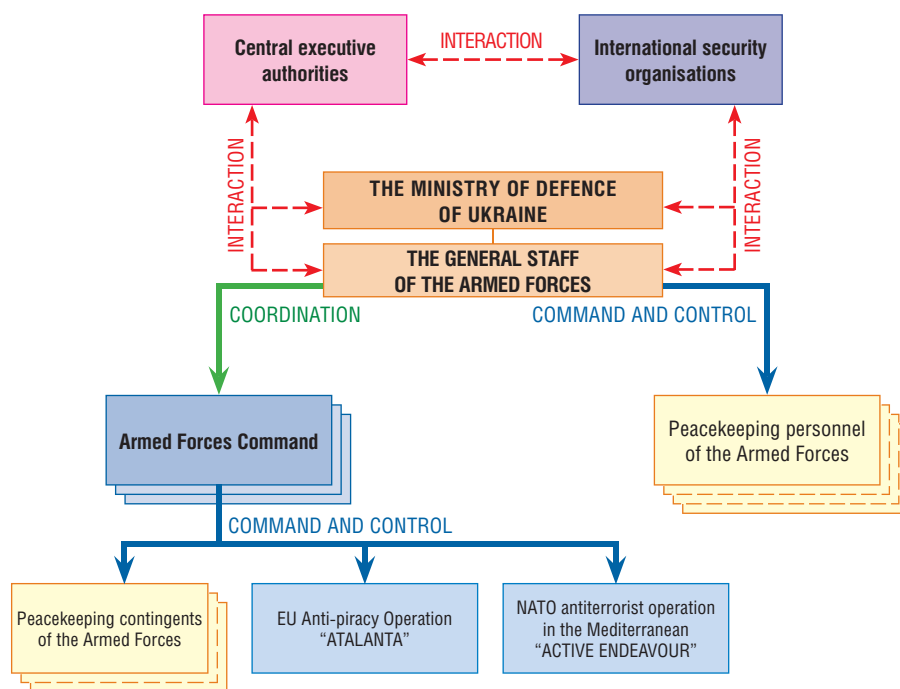 Central executive
authorities
INTERACTION
International security
organisations
INTERACTION
INTERACTION
THE MINISTRY OF DEFENCE
OF UKRAINE
THE GENERAL STAFF
OF THE ARMED FORCES
COORDINATION
COMMAND AND CONTROL
Armed Forces Command
Peacekeeping personnel
of the Armed Forces
COMMAND AND CONTROL
Peacekeeping contingents
of the Armed Forces
EU Anti-piracy Operation
“ATALANTA”
NATO antiterrorist operation
in the Mediterranean
“ACTIVE ENDEAVOUR”